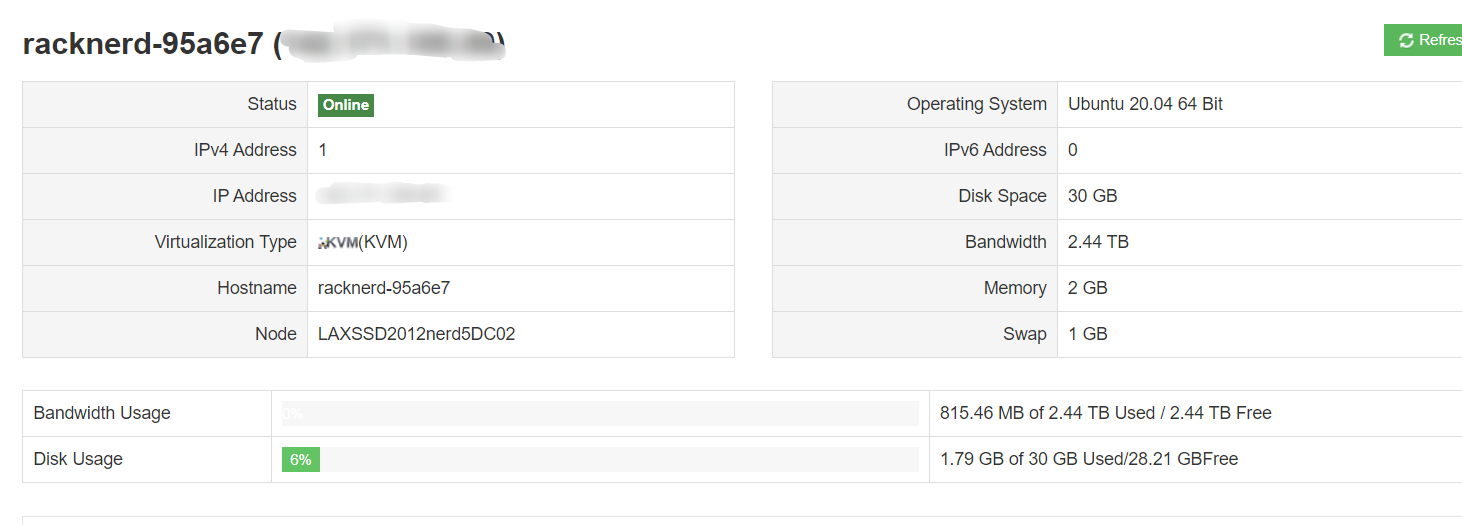 racknerd-95a6e7 (
Refres
Status Online
IPv4 Address 1
IP Address
Virtualization Type KVM(KVM)
Hostname racknerd-95a6e7
Node LAXSSD2012nerd5DC02
Operating System Ubuntu 20.04 64 Bit
IPv6 Address 0
Disk Space 30 GB
Bandwidth 2.44 TB
Memory 2 GB
Swap 1 GB
Bandwidth Usage 0% 815.46 MB of 2.44 TB Used / 2.44 TB Free
Disk Usage 6% 1.79 GB of 30 GB Used/28.21 GBFree